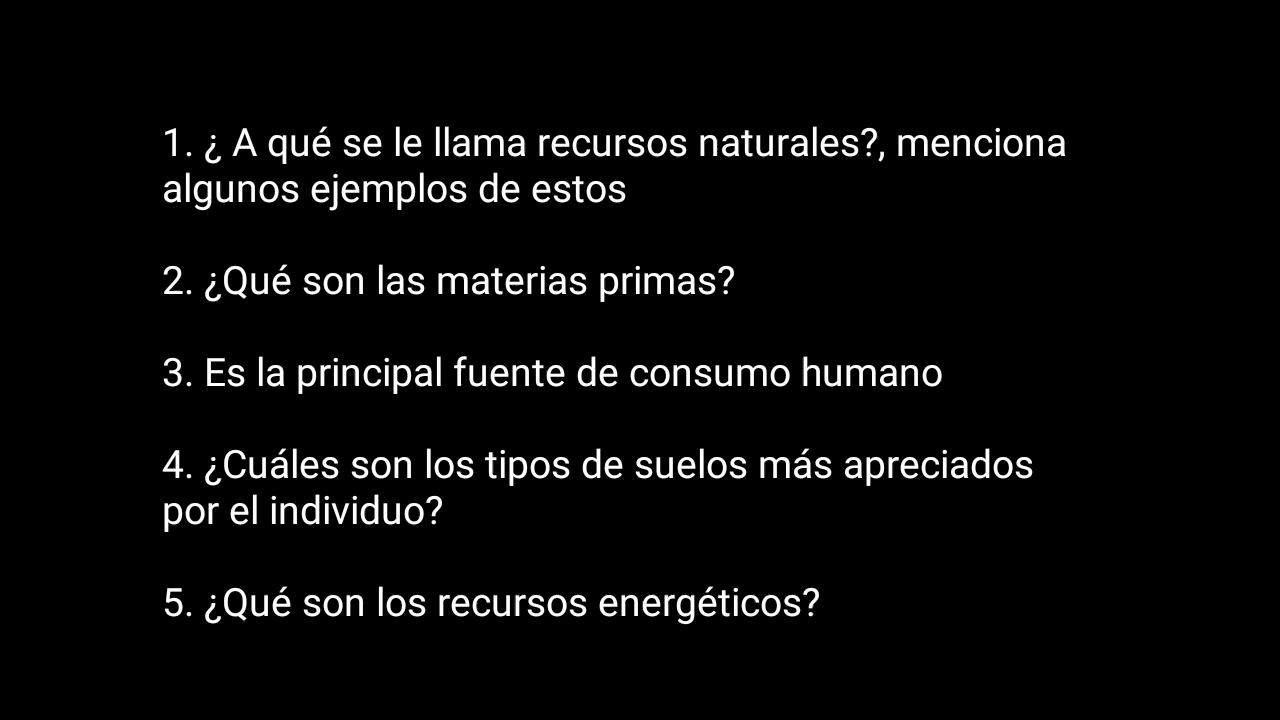 1. ¿ A qué se le llama recursos naturales?, menciona
algunos ejemplos de estos
2. ¿Qué son las materias primas?
3. Es la principal fuente de consumo humano
4. ¿Cuáles son los tipos de suelos más apreciados
por el individuo?
5. ¿Qué son los recursos energéticos?